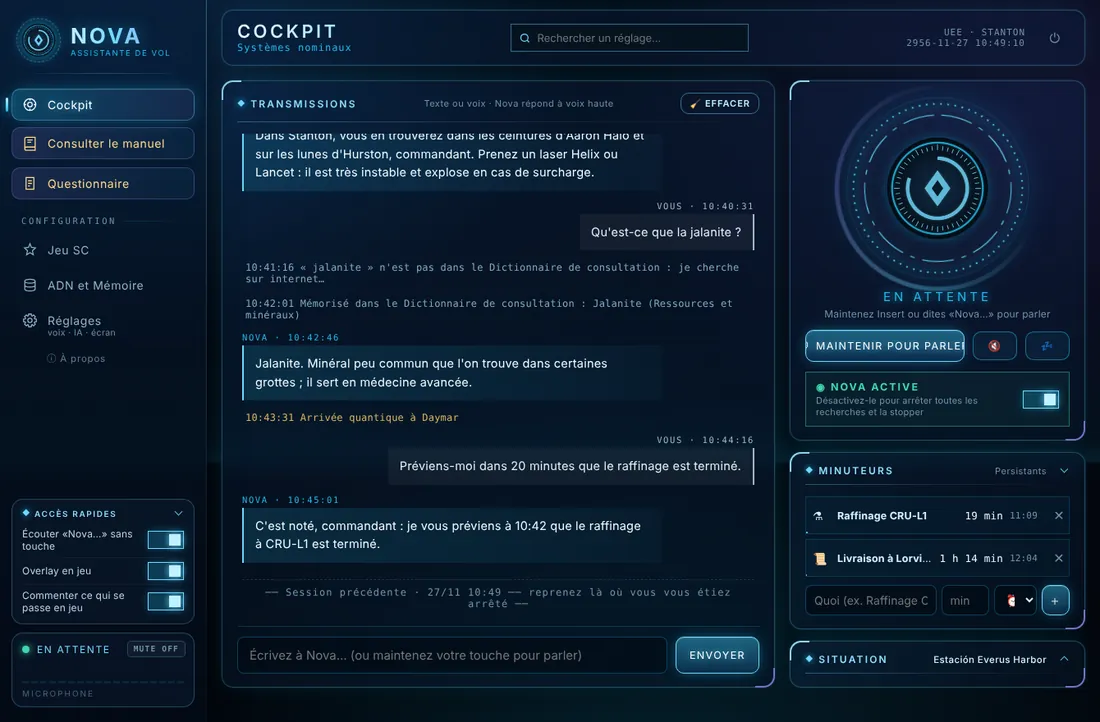 NOVA
ASSISTANTE DE VOL
Cockpit
Consulter le manuel
Questionnaire
CONFIGURATION
Jeu SC
ADN et Mémoire
Réglages
voix · IA · écran
À propos
ACCÈS RAPIDES
Écouter «Nova…» sans
touche
Overlay en jeu
Commenter ce qui se
passe en jeu
EN ATTENTE
MUTE OFF
MICROPHONE
COCKPIT
Systèmes nominaux
Rechercher un réglage…
UEE · STANTON
2956-11-27 10:49:10
TRANSMISSIONS
Texte ou voix · Nova répond à voix haute
EFFACER
Dans Stanton, vous en trouverez dans les ceintures d'Aaron Halo et
sur les lunes d'Hurston, commandant. Prenez un laser Helix ou
Lancet : il est très instable et explose en cas de surcharge.
VOUS · 10:40:31
Qu'est-ce que la jalanite ?
10:41:16 « jalanite » n'est pas dans le Dictionnaire de consultation : je cherche
sur internet…
10:42:01 Mémorisé dans le Dictionnaire de consultation : Jalanite (Ressources et
minéraux)
NOVA · 10:42:46
Jalanite. Minéral peu commun que l'on trouve dans certaines
grottes ; il sert en médecine avancée.
10:43:31 Arrivée quantique à Daymar
VOUS · 10:44:16
Préviens-moi dans 20 minutes que le raffinage est terminé.
NOVA · 10:45:01
C'est noté, commandant : je vous préviens à 10:42 que le raffinage
à CRU-L1 est terminé.
—— Session précédente · 27/11 10:49 —— reprenez là où vous vous étiez
arrêté ——
Écrivez à Nova… (ou maintenez votre touche pour parler)
ENVOYER
EN ATTENTE
Maintenez Insert ou dites «Nova…» pour parler
MAINTENIR POUR PARLER
💤
NOVA ACTIVE
Désactivez-le pour arrêter toutes les
recherches et la stopper
MINUTEURS
Persistants
Raffinage CRU-L1 19 min 11:09
Livraison à Lorvi… 1 h 14 min 12:04
Quoi (ex. Raffinage C
min
+
SITUATION
Estación Everus Harbor